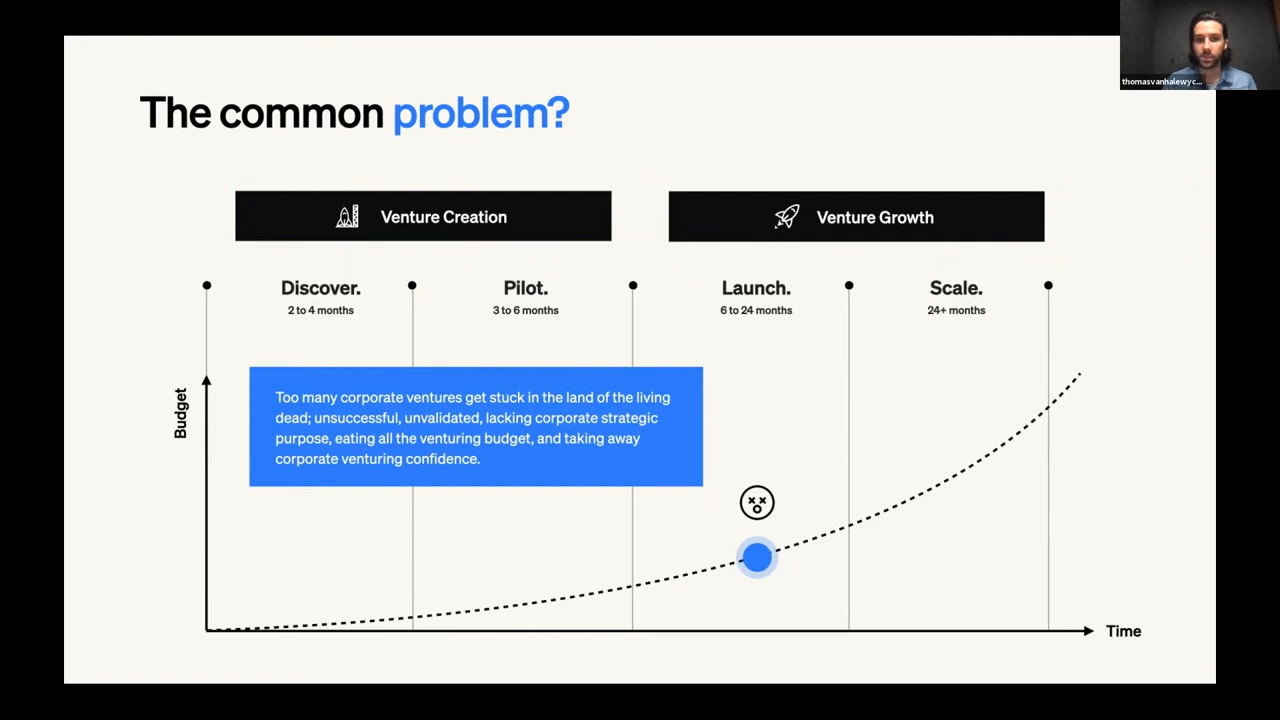 thomasvanhalewyc...
The common problem?
Venture Creation
Venture Growth
Discover.
2 to 4 months
Pilot.
3 to 6 months
Launch.
6 to 24 months
Scale.
24+ months
Budget
Too many corporate ventures get stuck in the land of the living
dead; unsuccessful, unvalidated, lacking corporate strategic
purpose, eating all the venturing budget, and taking away
corporate venturing confidence.
Time